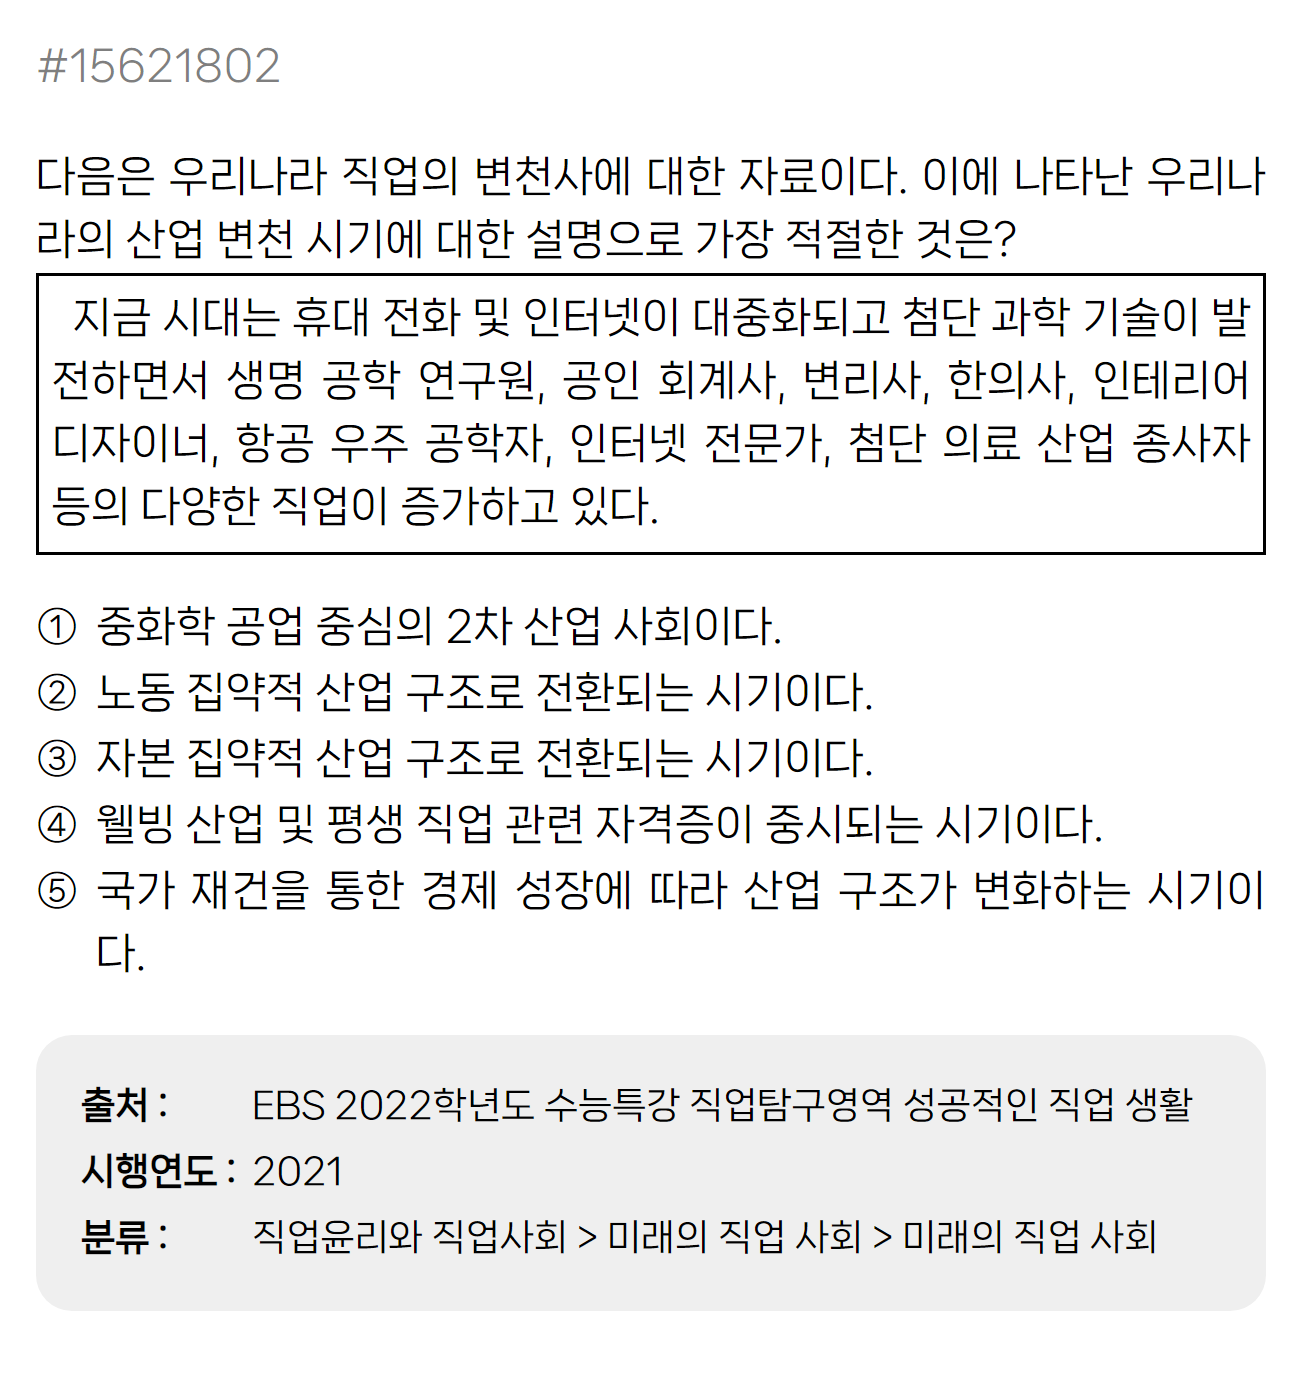 #15621802
다음은 우리나라 직업의 변천사에 대한 자료이다. 이에 나타난 우리나
라의 산업 변천 시기에 대한 설명으로 가장 적절한 것은?
지금 시대는 휴대 전화 및 인터넷이 대중화되고 첨단 과학 기술이 발
전하면서 생명 공학 연구원, 공인 회계사, 변리사, 한의사, 인테리어
디자이너, 항공 우주 공학자, 인터넷 전문가, 첨단 의료 산업 종사자
등의 다양한 직업이 증가하고 있다.
① 중화학 공업 중심의 2차 산업 사회이다.
② 노동 집약적 산업 구조로 전환되는 시기이다.
③ 자본 집약적 산업 구조로 전환되는 시기이다.
④ 웰빙 산업 및 평생 직업 관련 자격증이 중시되는 시기이다.
⑤ 국가 재건을 통한 경제 성장에 따라 산업 구조가 변화하는 시기이
다.
출처 : EBS 2022학년도 수능특강 직업탐구영역 성공적인 직업 생활
시행연도 : 2021
분류 : 직업윤리와 직업사회 > 미래의 직업 사회 > 미래의 직업 사회